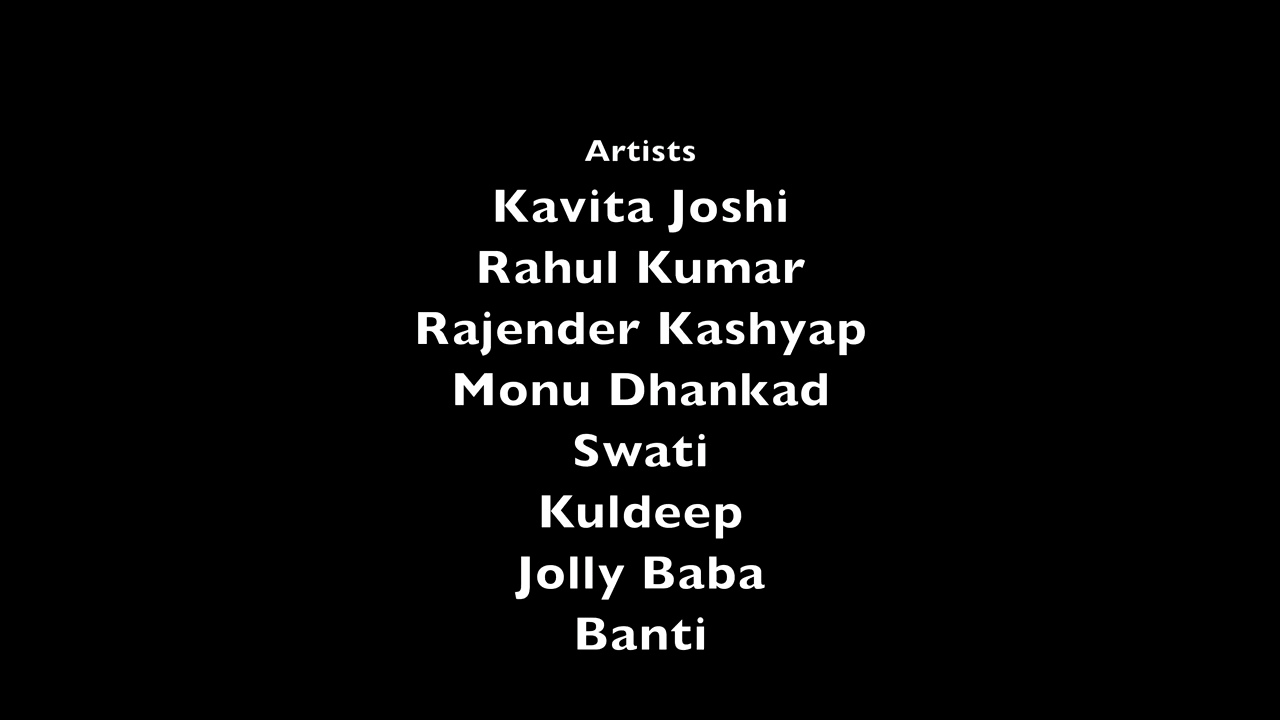 Artists
Kavita Joshi
Rahul Kumar
Rajender Kashyap
Monu Dhankad
Swati
Kuldeep
Jolly Baba
Banti